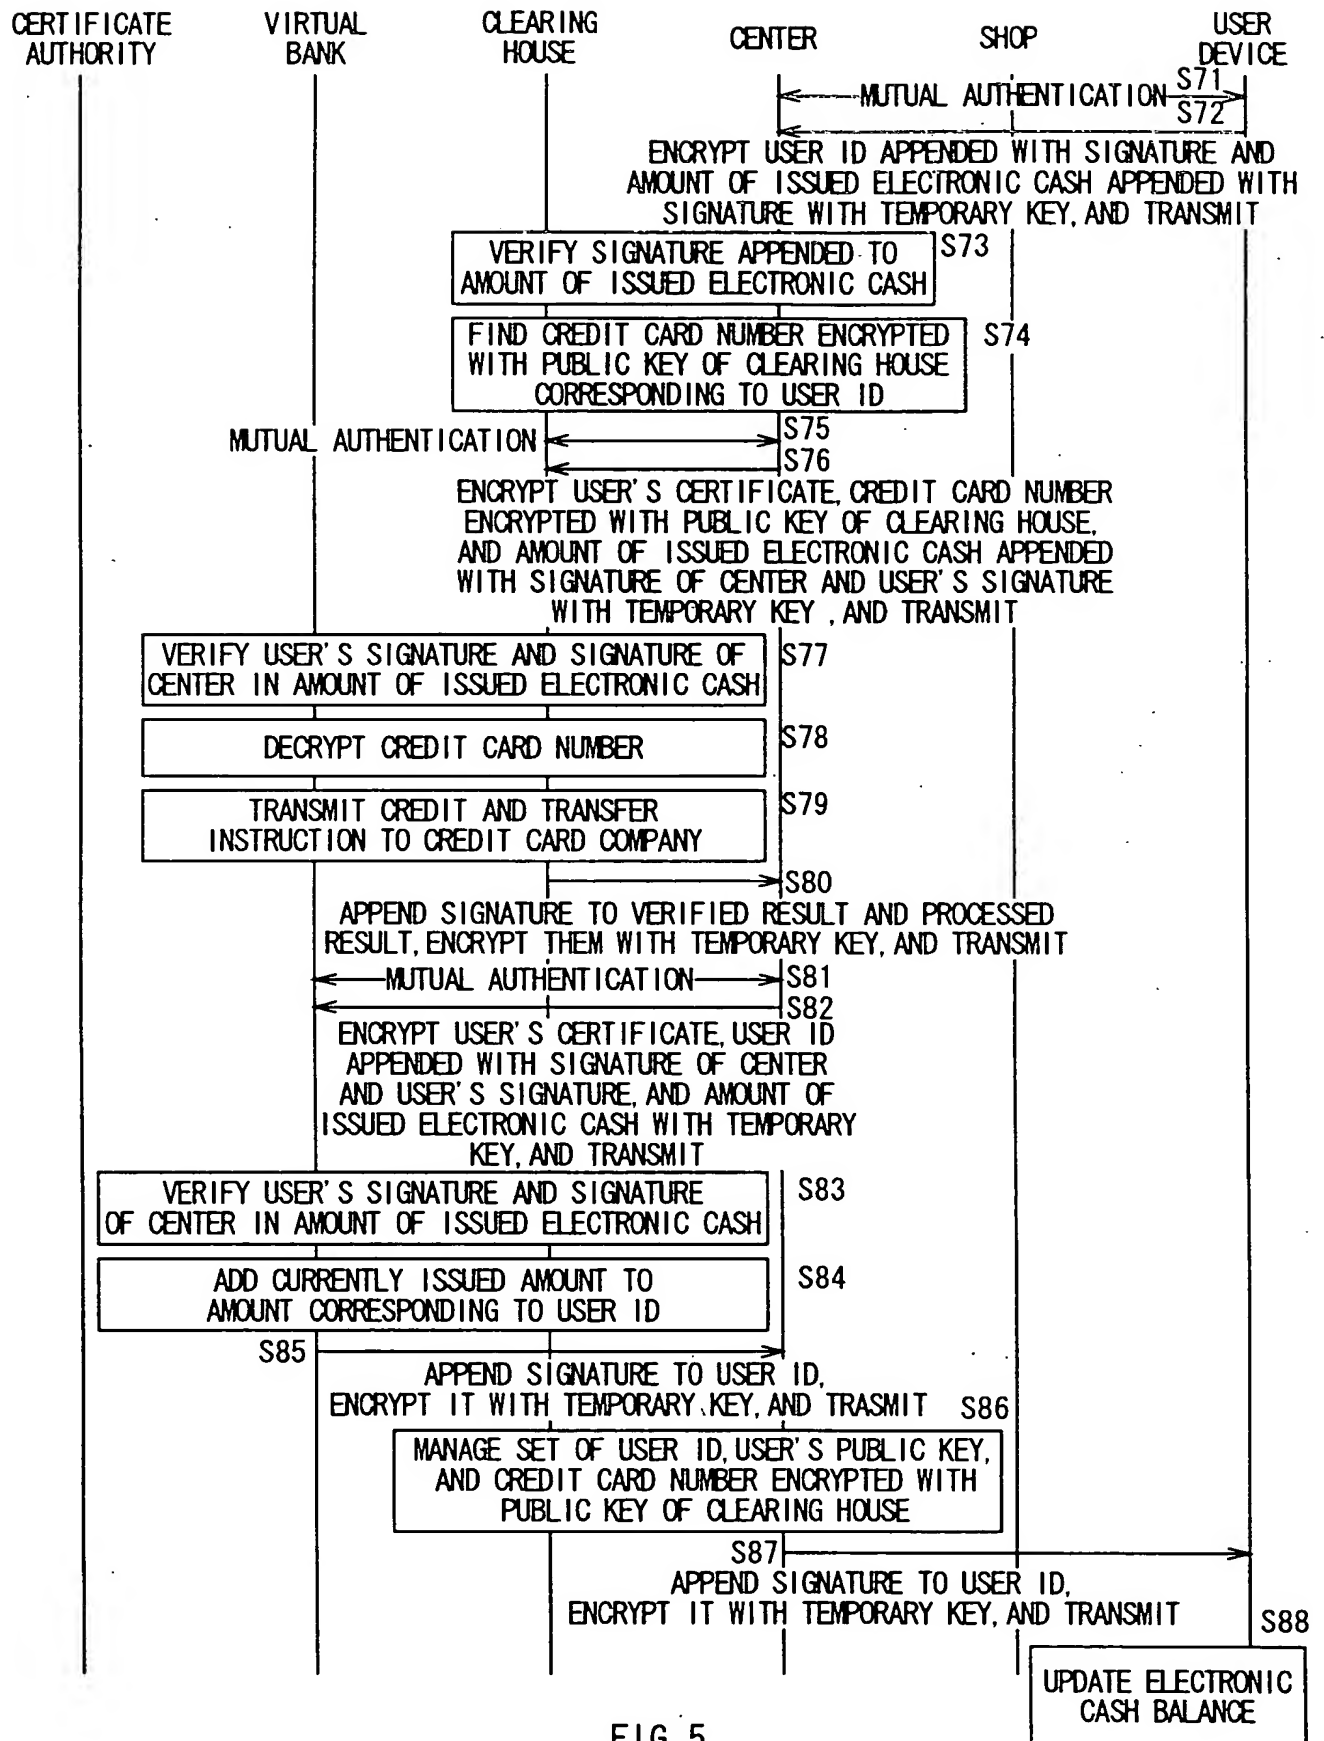 CERTIFICATE
AUTHORITY
VIRTUAL
BANK
CLEARING
HOUSE
CENTER
SHOP
USER
DEVICE
S71
MUTUAL AUTHENTICATION
S72
ENCRYPT USER ID APPENDED WITH SIGNATURE AND
AMOUNT OF ISSUED ELECTRONIC CASH APPENDED WITH
SIGNATURE WITH TEMPORARY KEY, AND TRANSMIT
VERIFY SIGNATURE APPENDED TO
AMOUNT OF ISSUED ELECTRONIC CASH
S73
FIND CREDIT CARD NUMBER ENCRYPTED
WITH PUBLIC KEY OF CLEARING HOUSE
CORRESPONDING TO USER ID
S74
MUTUAL AUTHENTICATION
S75
S76
ENCRYPT USER'S CERTIFICATE, CREDIT CARD NUMBER
ENCRYPTED WITH PUBLIC KEY OF CLEARING HOUSE,
AND AMOUNT OF ISSUED ELECTRONIC CASH APPENDED
WITH SIGNATURE OF CENTER AND USER'S SIGNATURE
WITH TEMPORARY KEY , AND TRANSMIT
VERIFY USER'S SIGNATURE AND SIGNATURE OF
CENTER IN AMOUNT OF ISSUED ELECTRONIC CASH
S77
DECRYPT CREDIT CARD NUMBER
S78
TRANSMIT CREDIT AND TRANSFER
INSTRUCTION TO CREDIT CARD COMPANY
S79
S80
APPEND SIGNATURE TO VERIFIED RESULT AND PROCESSED
RESULT, ENCRYPT THEM WITH TEMPORARY KEY, AND TRANSMIT
MUTUAL AUTHENTICATION
S81
S82
ENCRYPT USER'S CERTIFICATE, USER ID
APPENDED WITH SIGNATURE OF CENTER
AND USER'S SIGNATURE, AND AMOUNT OF
ISSUED ELECTRONIC CASH WITH TEMPORARY
KEY, AND TRANSMIT
VERIFY USER'S SIGNATURE AND SIGNATURE
OF CENTER IN AMOUNT OF ISSUED ELECTRONIC CASH
S83
ADD CURRENTLY ISSUED AMOUNT TO
AMOUNT CORRESPONDING TO USER ID
S84
S85
APPEND SIGNATURE TO USER ID,
ENCRYPT IT WITH TEMPORARY KEY, AND TRASMIT
S86
MANAGE SET OF USER ID, USER'S PUBLIC KEY,
AND CREDIT CARD NUMBER ENCRYPTED WITH
PUBLIC KEY OF CLEARING HOUSE
S87
APPEND SIGNATURE TO USER ID,
ENCRYPT IT WITH TEMPORARY KEY, AND TRANSMIT
S88
UPDATE ELECTRONIC
CASH BALANCE
FIG. 5